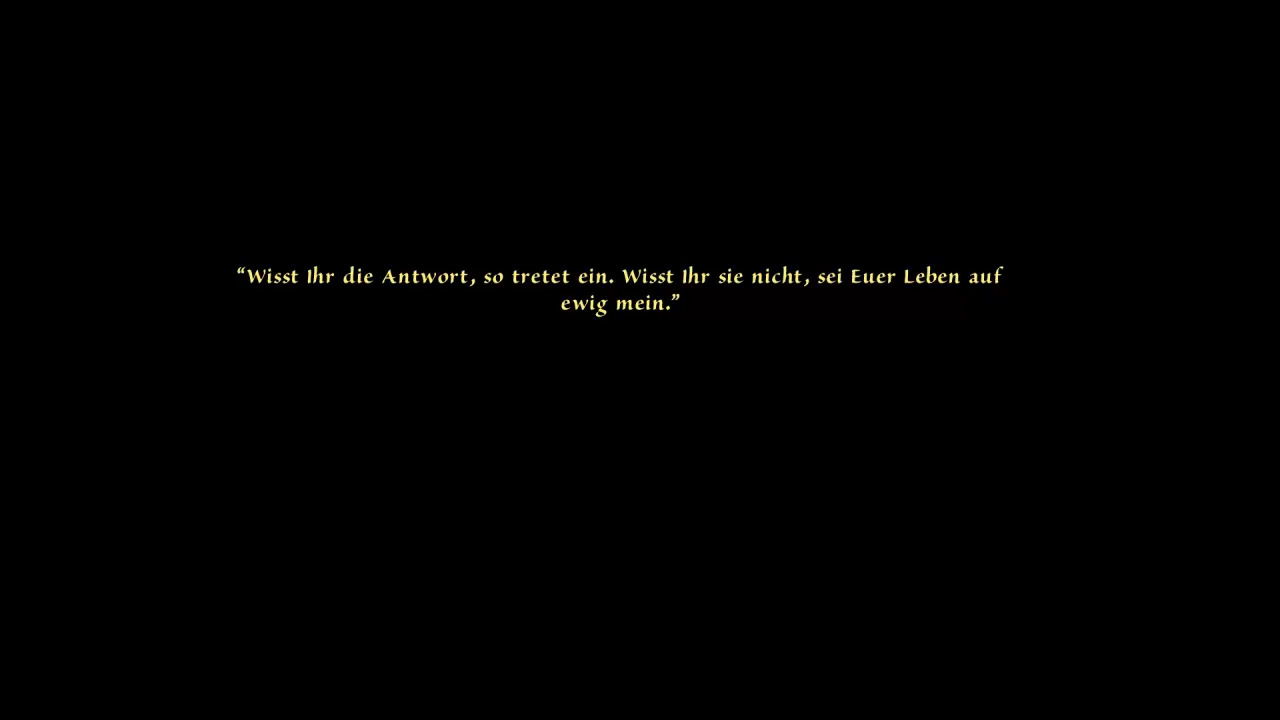 “Wisst Ihr die Antwort, so tretet ein. Wisst Ihr sie nicht, sei Euer Leben auf
ewig mein.”